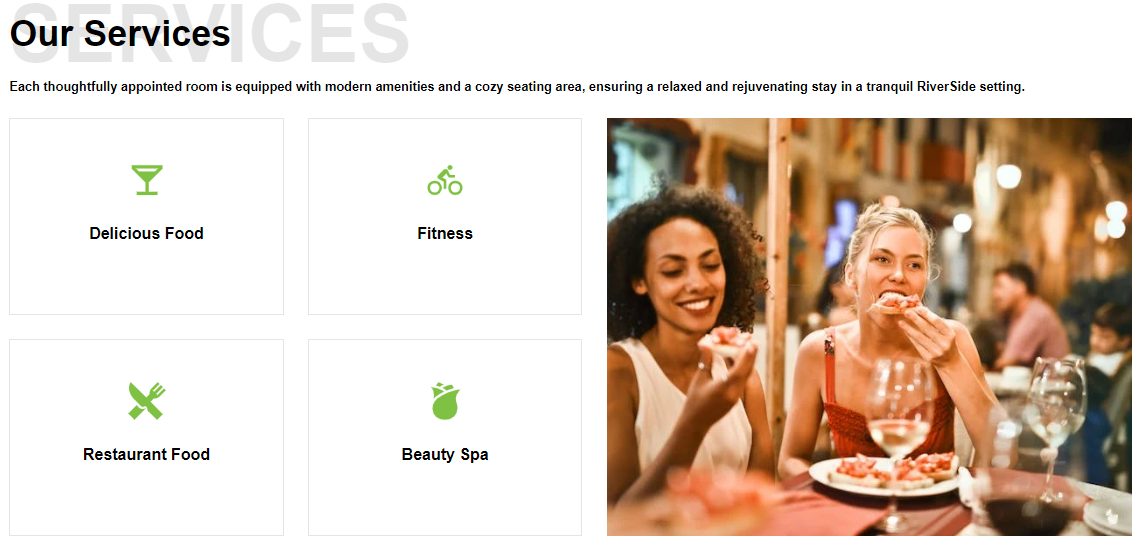 SERVICES
Our Services
Each thoughtfully appointed room is equipped with modern amenities and a cozy seating area, ensuring a relaxed and rejuvenating stay in a tranquil RiverSide setting.
Delicious Food
Fitness
Restaurant Food
Beauty Spa